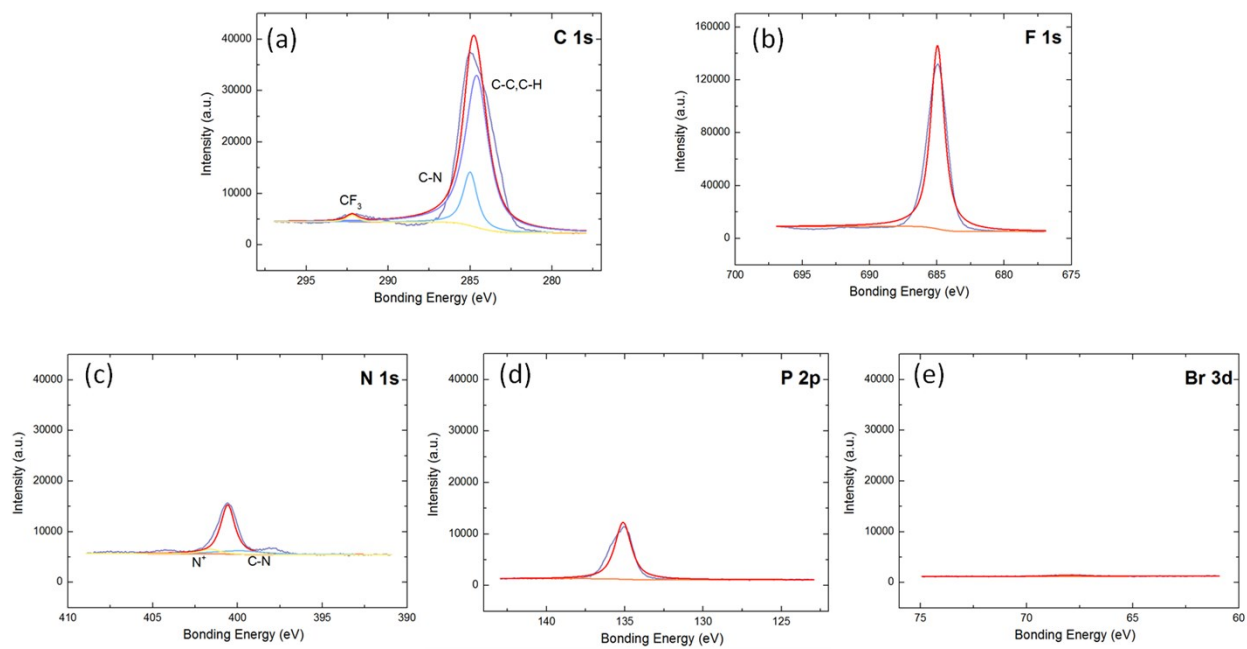 (a)
C 1s
40000
30000
20000
10000
0
Intensity (a.u.)
C-C,C-H
C-N
CF3
295
290
285
280
Bonding Energy (eV)
(b)
F 1s
160000
120000
80000
40000
0
Intensity (a.u.)
700
695
690
685
680
675
Bonding Energy (eV)
(c)
N 1s
40000
30000
20000
10000
0
Intensity (a.u.)
N+
C-N
410
405
400
395
390
Bonding Energy (eV)
(d)
P 2p
40000
30000
20000
10000
0
Intensity (a.u.)
140
135
130
125
Bonding Energy (eV)
(e)
Br 3d
40000
30000
20000
10000
0
Intensity (a.u.)
75
70
65
60
Bonding Energy (eV)